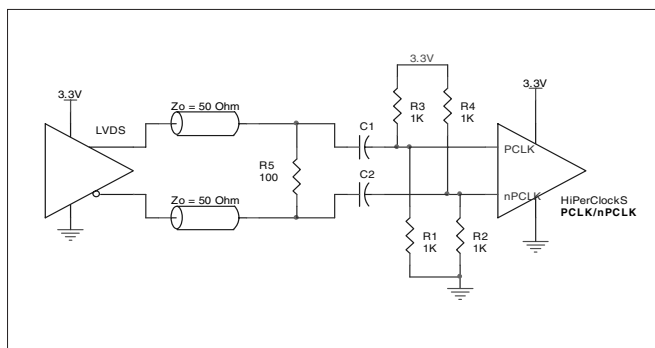 3.3V
3.3V
3.3V
Zo = 50 Ohm
LVDS
C1
R3
1K
R4
1K
R5
100
PCLK
C2
Zo = 50 Ohm
nPCLK
HiPerClockS
PCLK/nPCLK
R1
1K
R2
1K